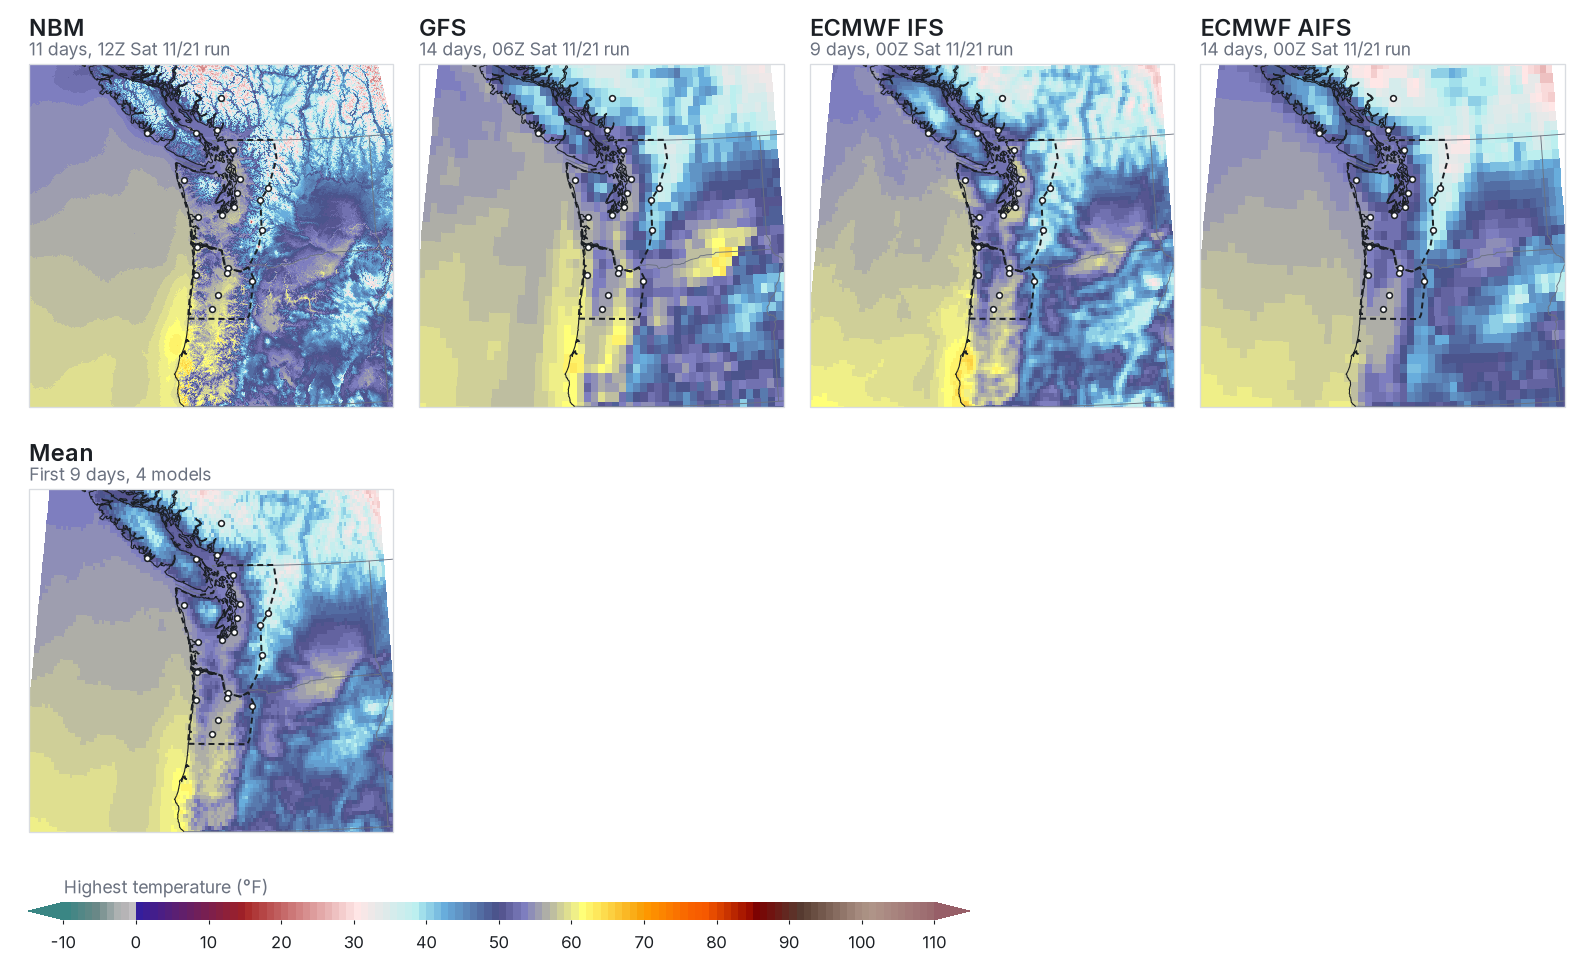 NBM
11 days, 12Z Sat 11/21 run
GFS
14 days, 06Z Sat 11/21 run
ECMWF IFS
9 days, 00Z Sat 11/21 run
ECMWF AIFS
14 days, 00Z Sat 11/21 run
Mean
First 9 days, 4 models
Highest temperature (°F)
-10 0 10 20 30 40 50 60 70 80 90 100 110